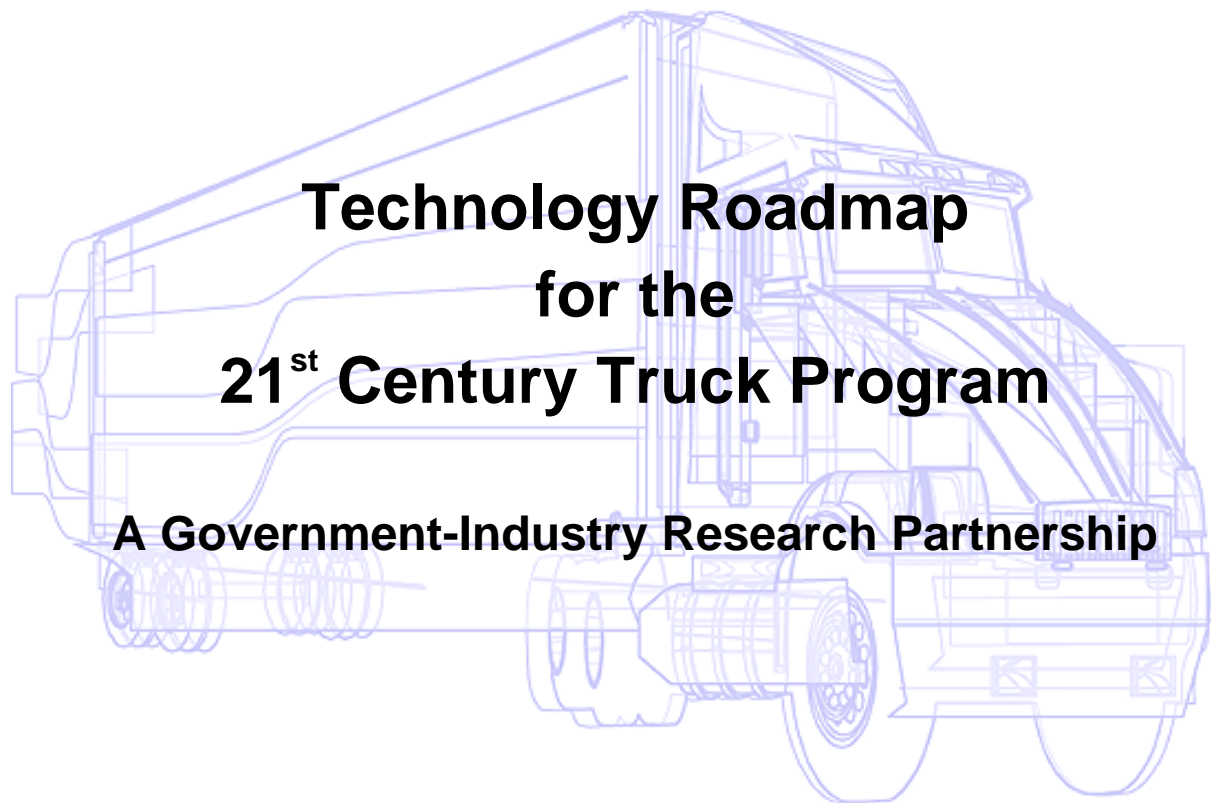 Technology Roadmap
for the
21st Century Truck Program
A Government-Industry Research Partnership